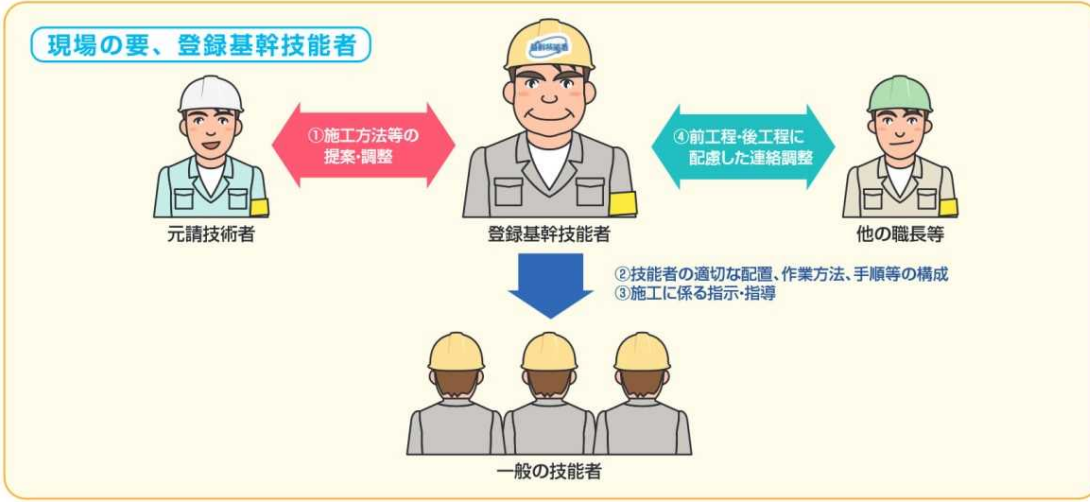 現場の要、登録基幹技能者
①施工方法等の
提案・調整
④前工程・後工程に
配慮した連絡調整
元請技術者
登録基幹技能者
他の職長等
②技能者の適切な配置、作業方法、手順等の構成
③施工に係る指示・指導
一般の技能者